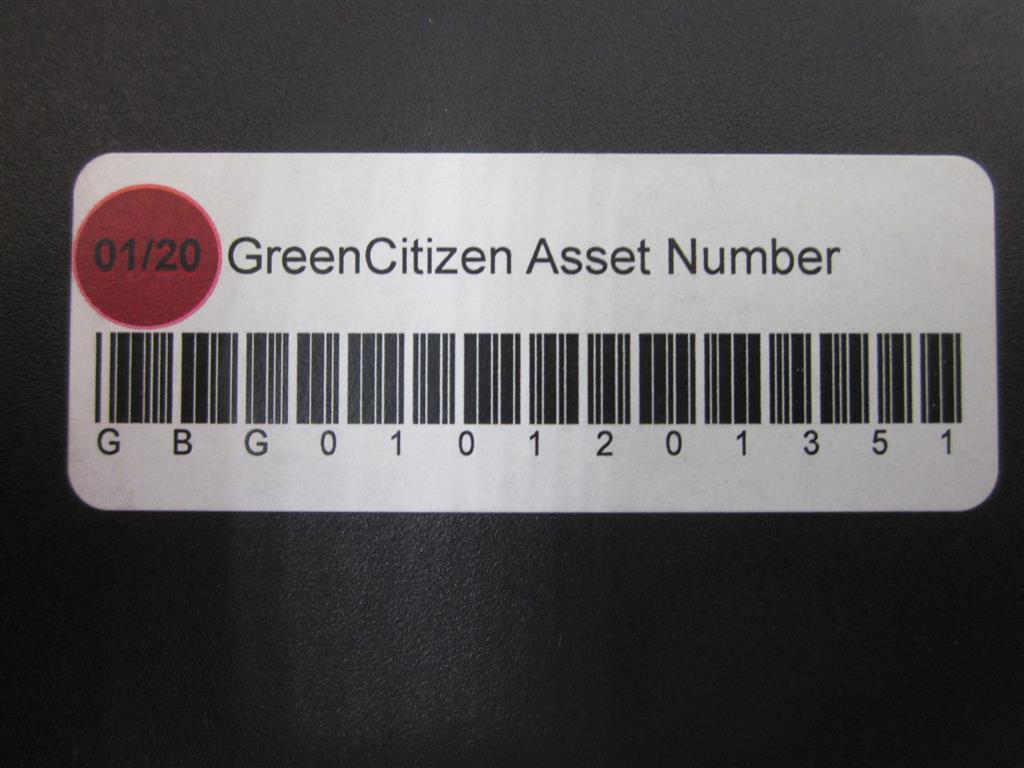 01/20 GreenCitizen Asset Number
G B G 0 1 0 1 2 0 1 3 5 1